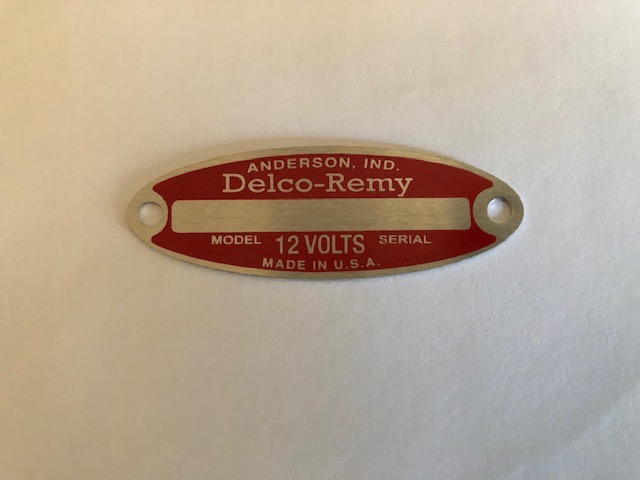 ANDERSON, IND.
Delco-Remy
MODEL 12 VOLTS SERIAL
MADE IN U.S.A.